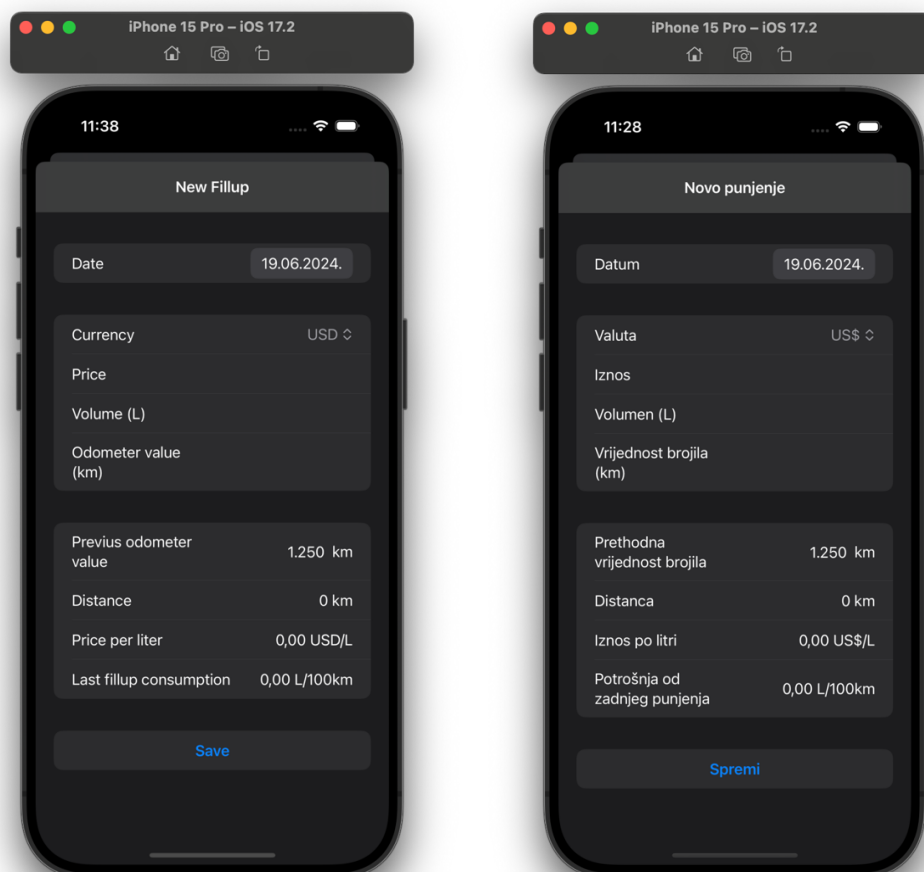 iPhone 15 Pro – iOS 17.2
11:38
New Fillup
Date 19.06.2024.
Currency USD
Price
Volume (L)
Odometer value
(km)
Previus odometer
value 1.250 km
Distance 0 km
Price per liter 0,00 USD/L
Last fillup consumption 0,00 L/100km
Save
iPhone 15 Pro – iOS 17.2
11:28
Novo punjenje
Datum 19.06.2024.
Valuta US$
Iznos
Volumen (L)
Vrijednost brojila
(km)
Prethodna
vrijednost brojila 1.250 km
Distanca 0 km
Iznos po litri 0,00 US$/L
Potrošnja od
zadnjeg punjenja 0,00 L/100km
Spremi